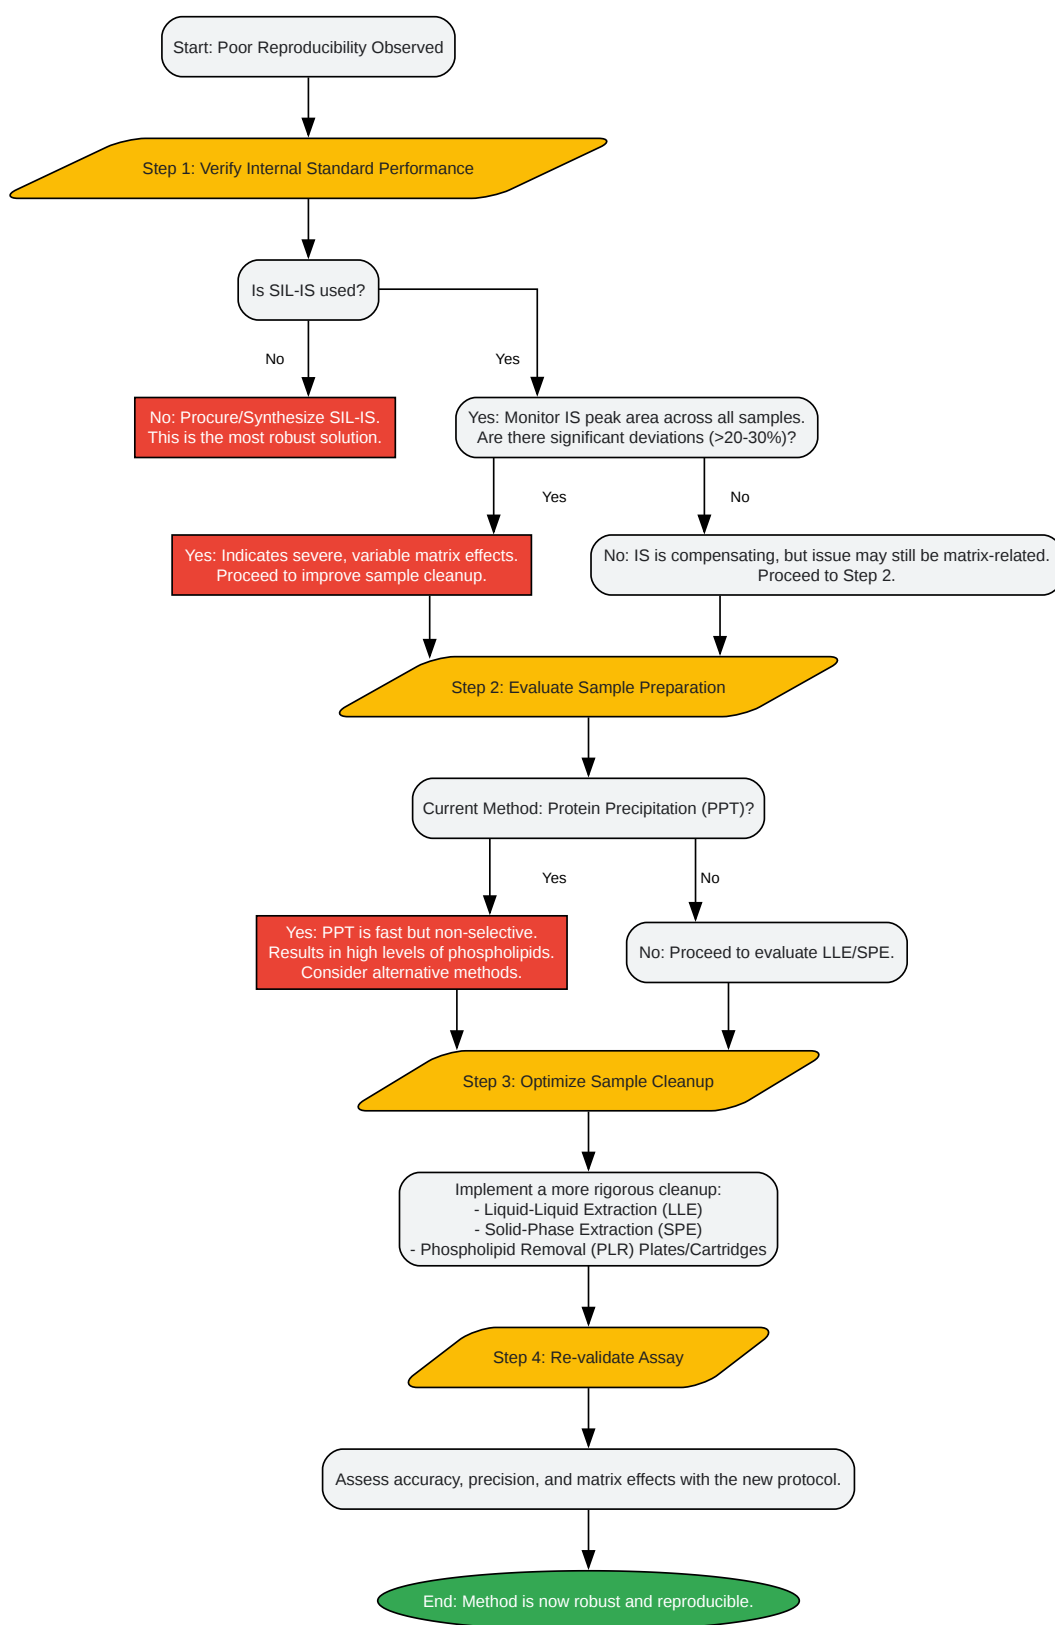 Start: Poor Reproducibility Observed
Step 1: Verify Internal Standard Performance
Is SIL-IS used?
No
Yes
No: Procure/Synthesize SIL-IS.
This is the most robust solution.
Yes: Monitor IS peak area across all samples.
Are there significant deviations (>20-30%)?
Yes
No
Yes: Indicates severe, variable matrix effects.
Proceed to improve sample cleanup.
No: IS is compensating, but issue may still be matrix-related.
Proceed to Step 2.
Step 2: Evaluate Sample Preparation
Current Method: Protein Precipitation (PPT)?
Yes
No
Yes: PPT is fast but non-selective.
Results in high levels of phospholipids.
Consider alternative methods.
No: Proceed to evaluate LLE/SPE.
Step 3: Optimize Sample Cleanup
Implement a more rigorous cleanup:
- Liquid-Liquid Extraction (LLE)
- Solid-Phase Extraction (SPE)
- Phospholipid Removal (PLR) Plates/Cartridges
Step 4: Re-validate Assay
Assess accuracy, precision, and matrix effects with the new protocol.
End: Method is now robust and reproducible.